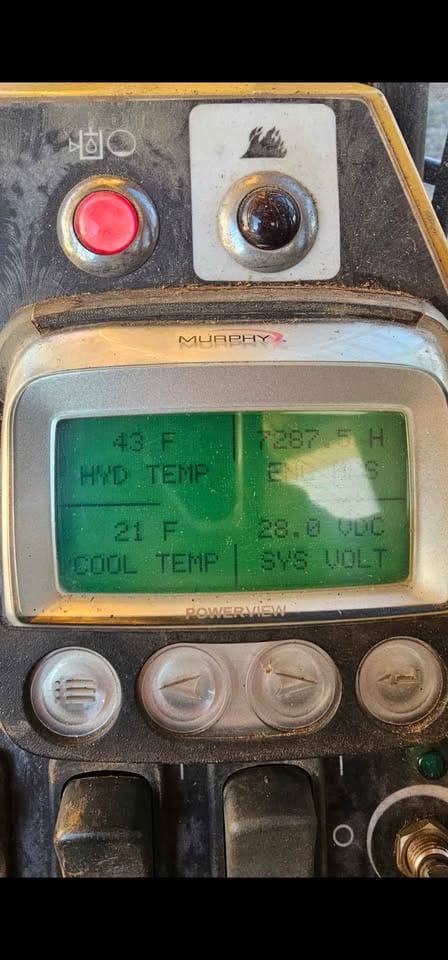 MURPHY
43 F
HYD TEMP
7287.5 H
21 F
COOL TEMP
28.0 VDC
SYS VOLT
POWERVIEW